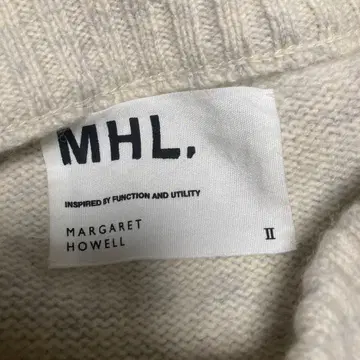 MHL.
INSPIRED BY FUNCTION AND UTILITY
MARGARET
HOWELL
II